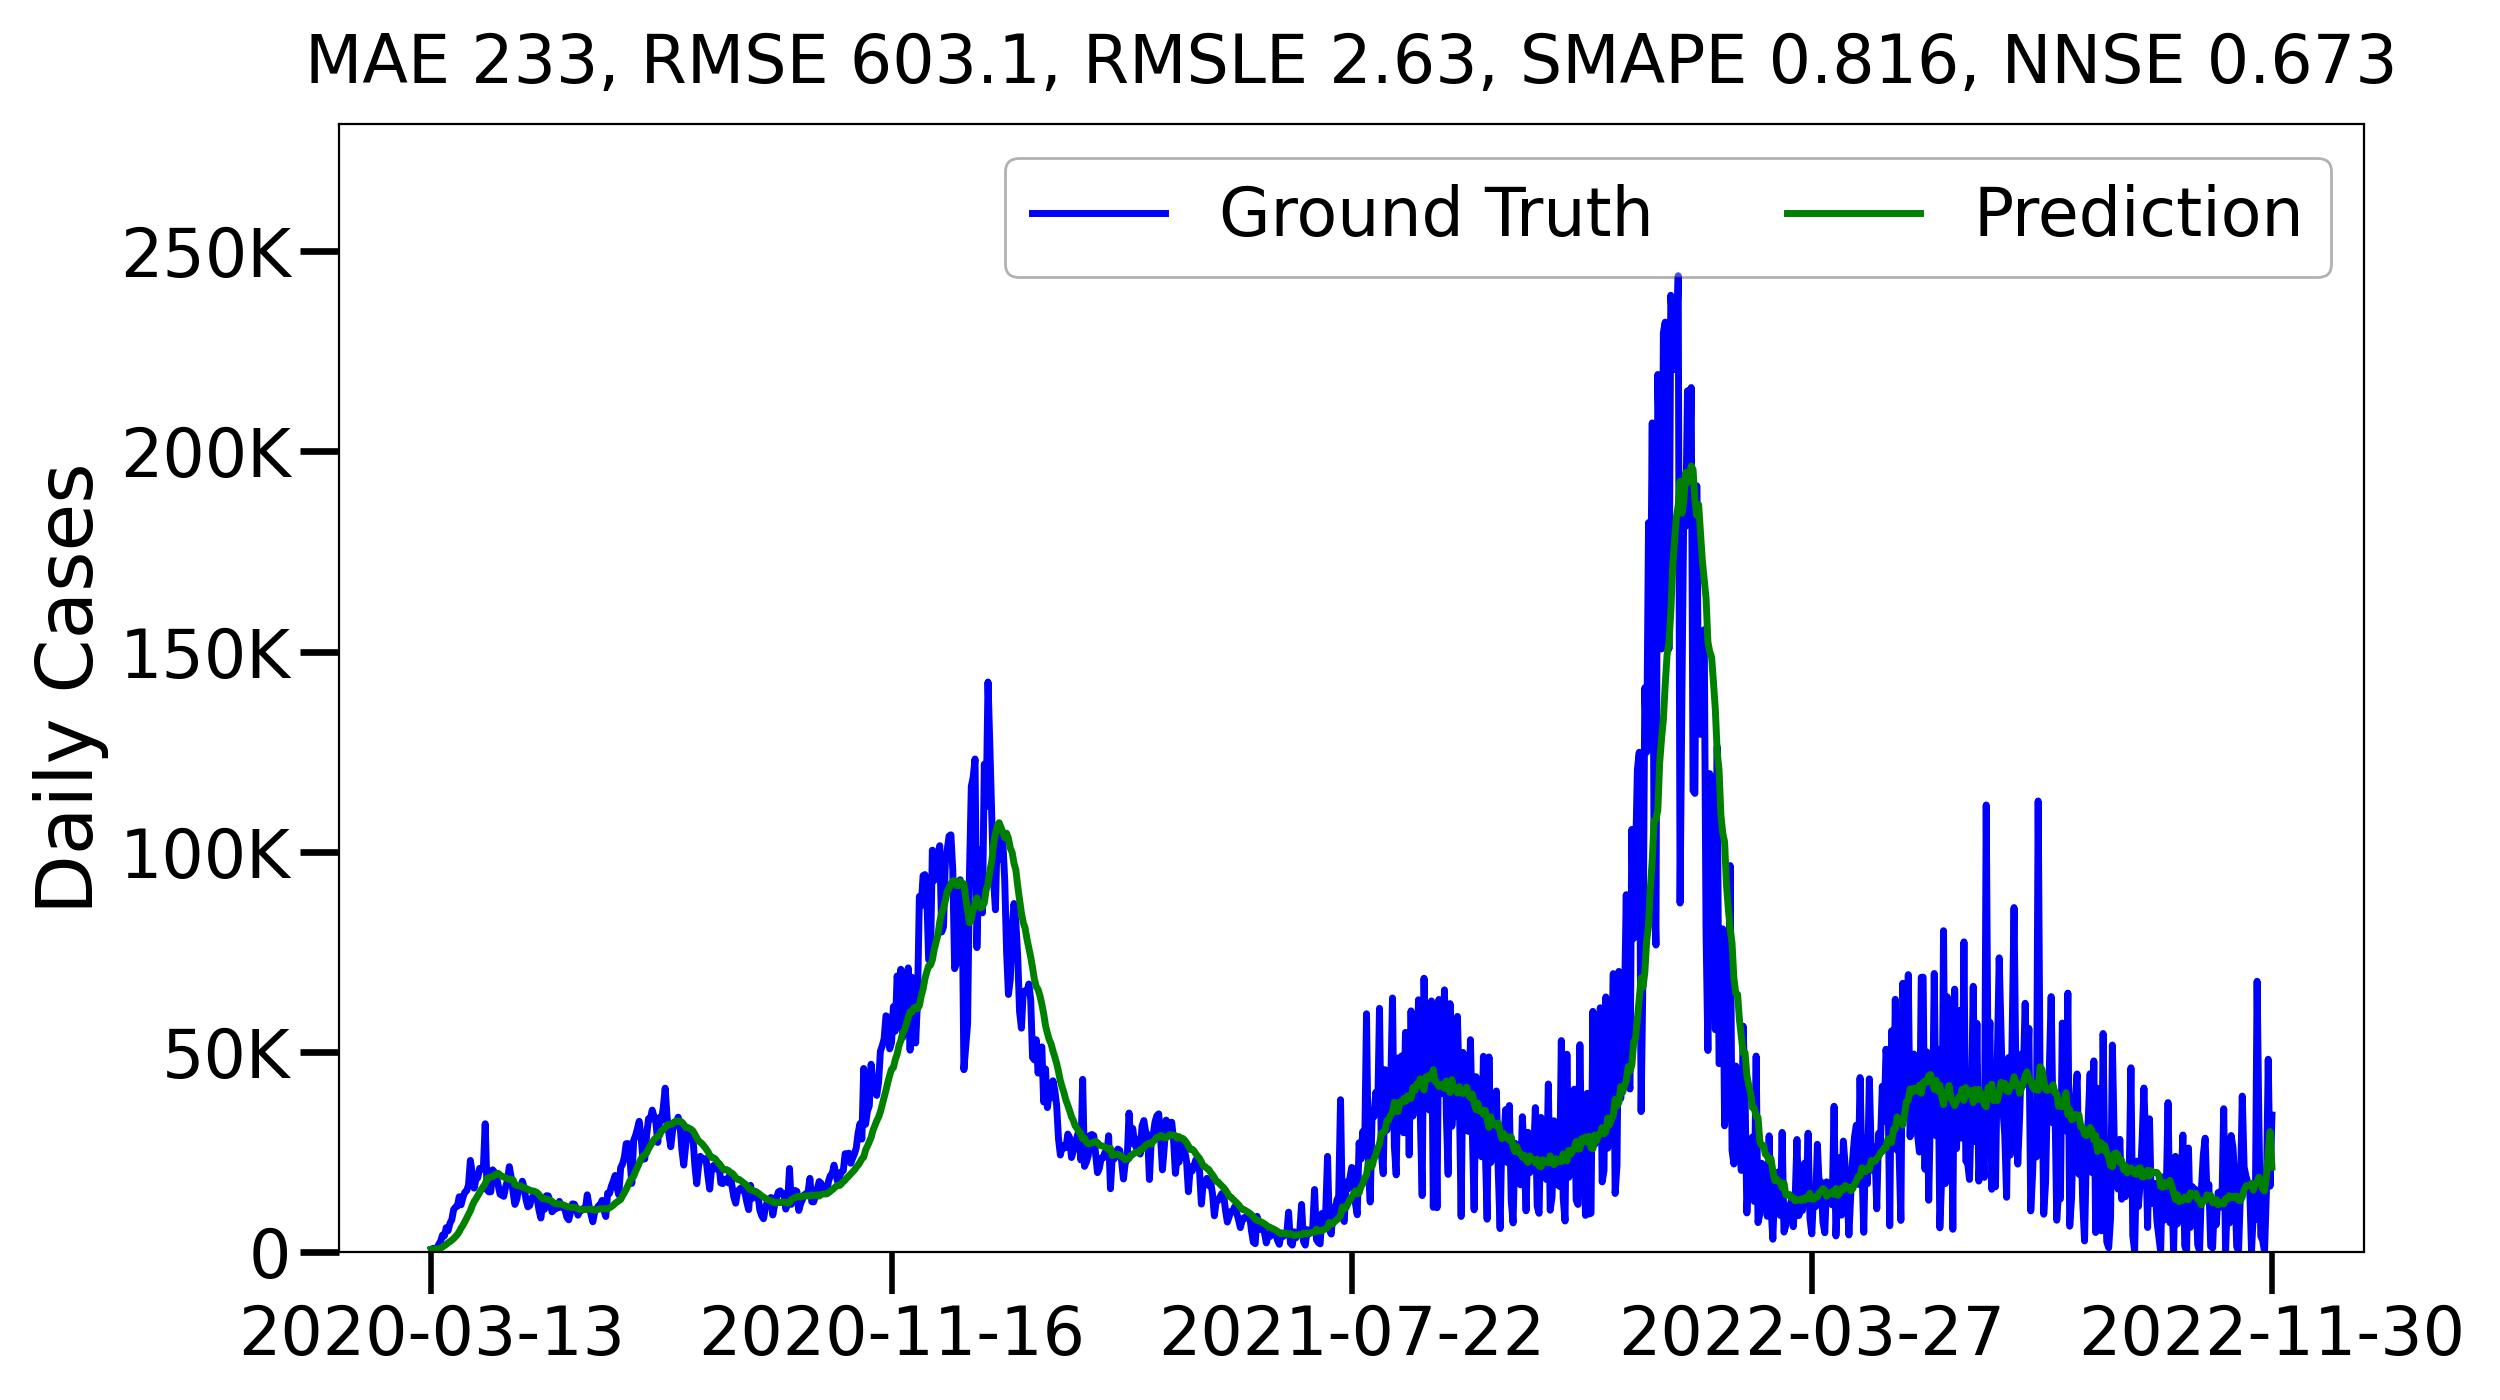 MAE 233, RMSE 603.1, RMSLE 2.63, SMAPE 0.816, NNSE 0.673
Ground Truth
Prediction
Daily Cases
250K
200K
150K
100K
50K
0
2020-03-13
2020-11-16
2021-07-22
2022-03-27
2022-11-30